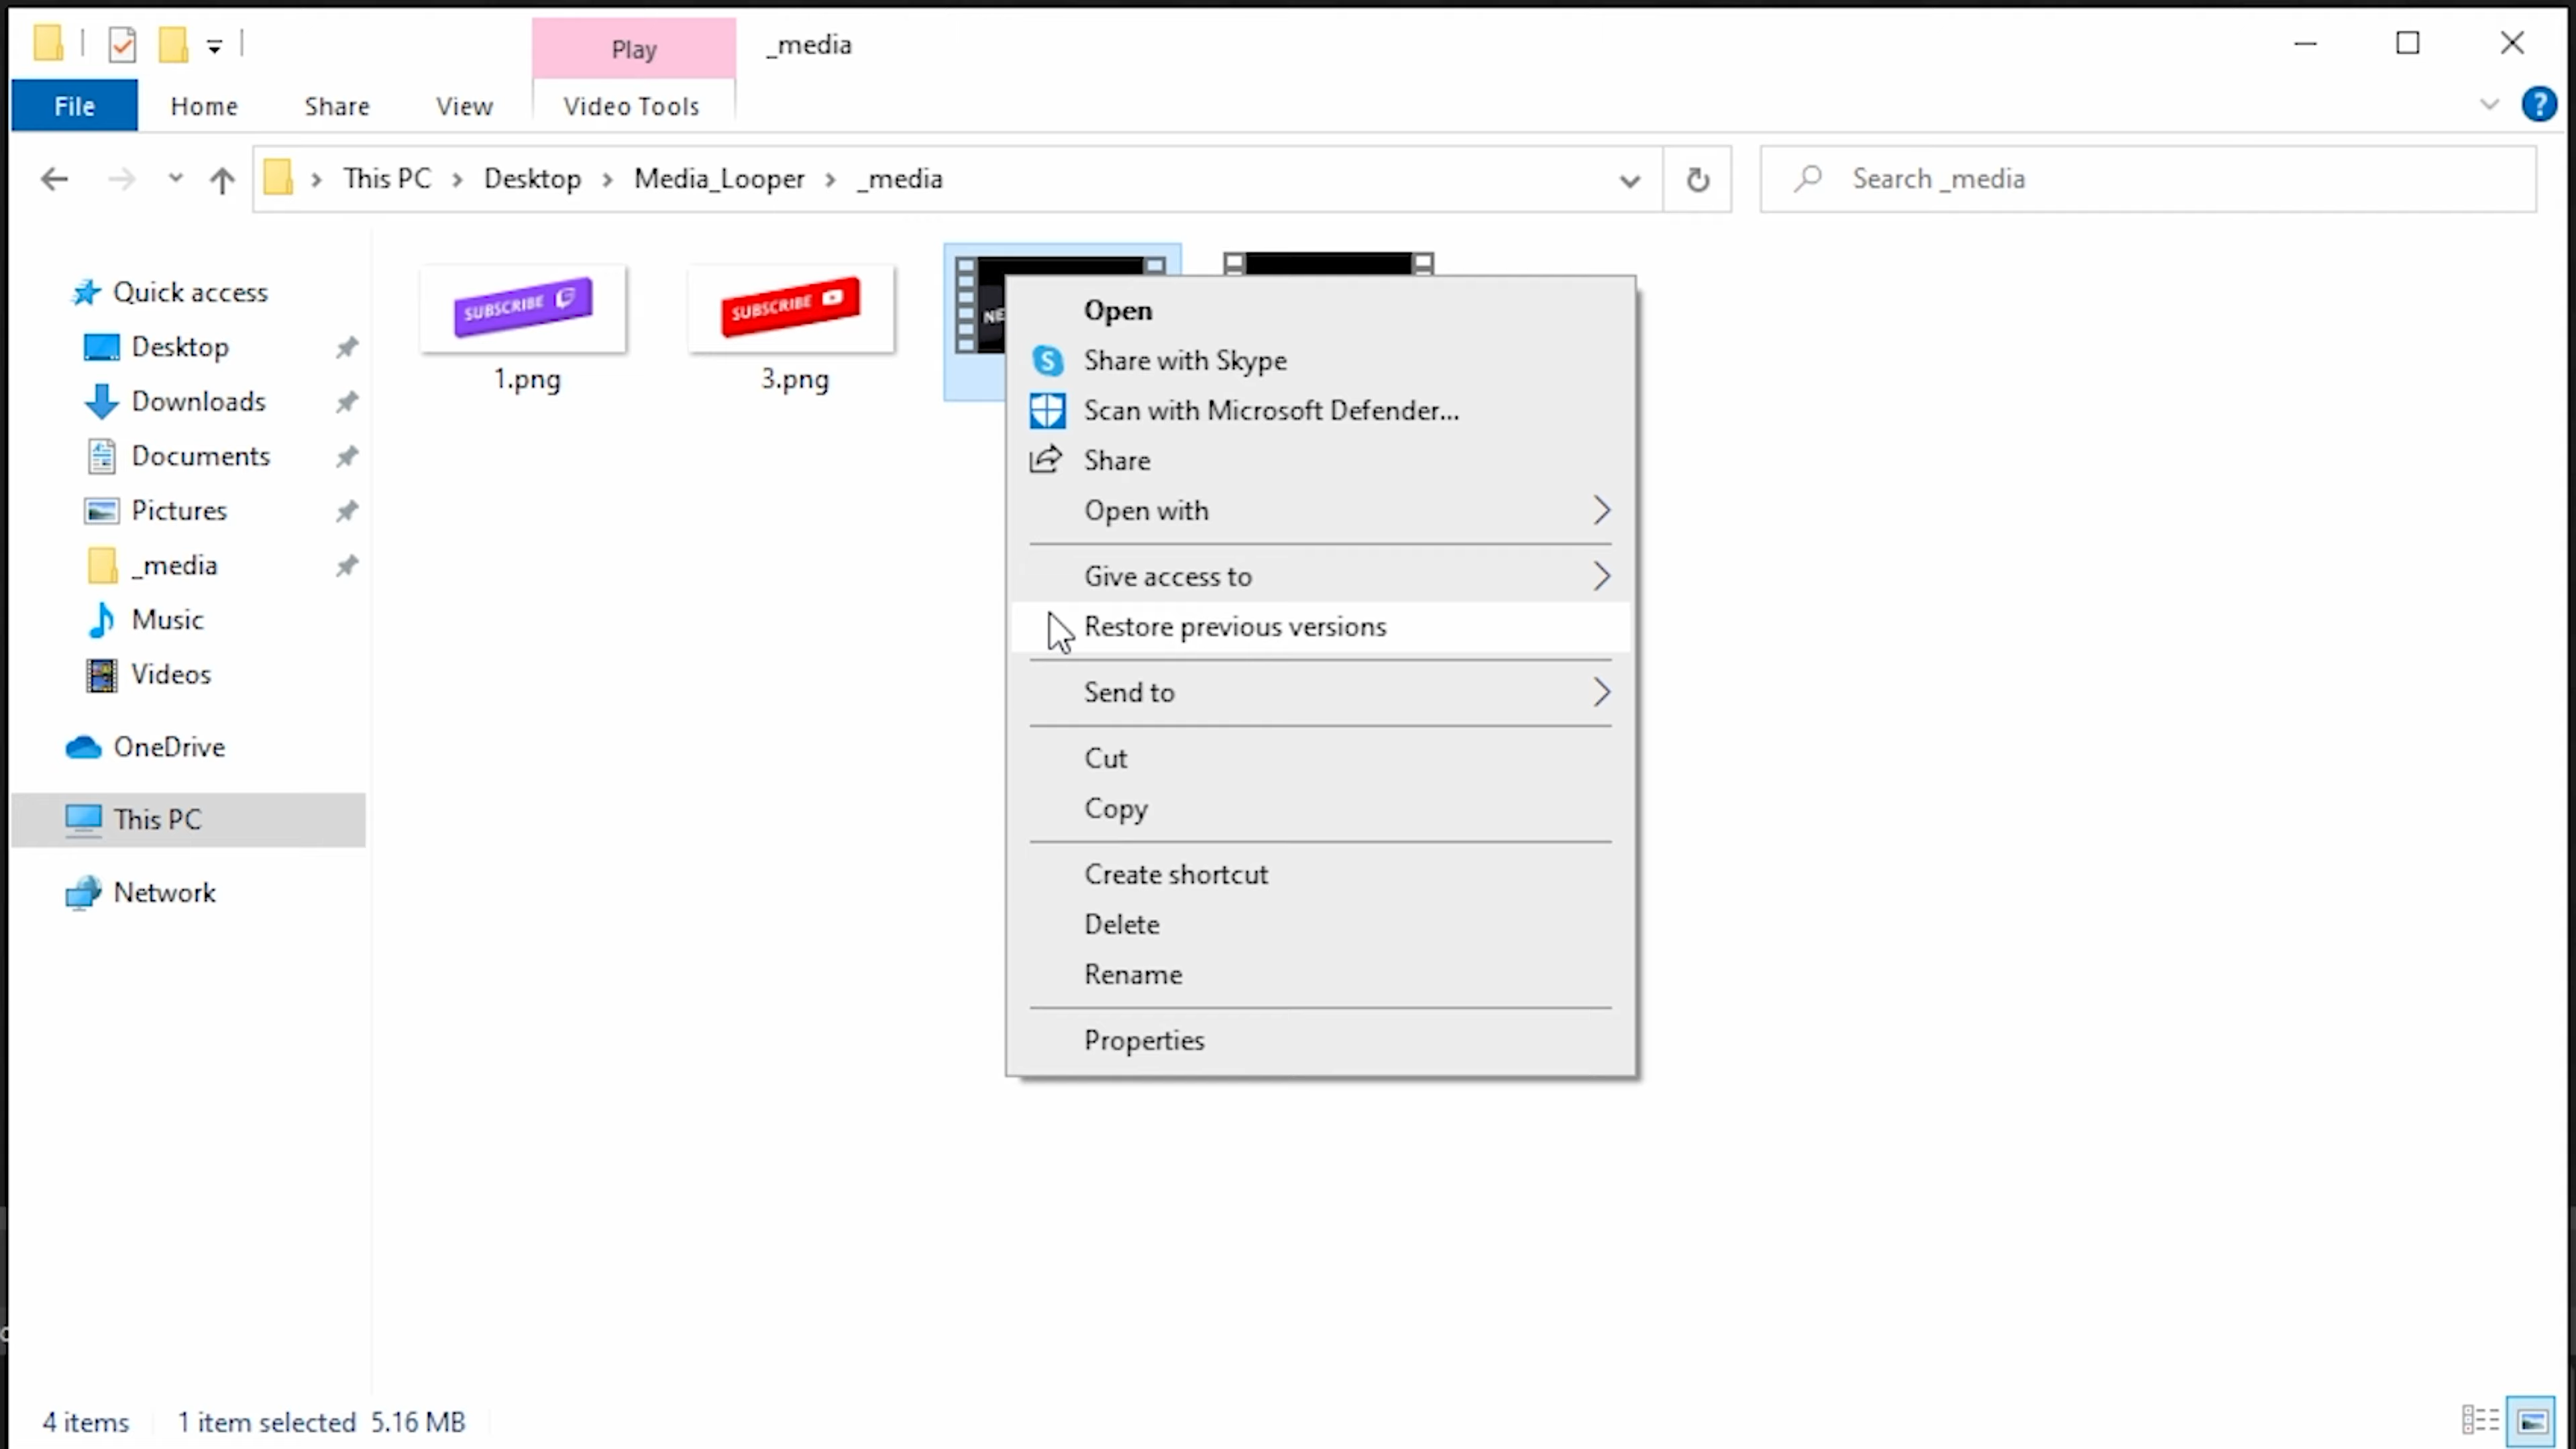 Play
_media
File
Home
Share
View
Video Tools
?
This PC
Desktop
Media_Looper
_media
Search _media
Quick access
Desktop
Downloads
Documents
Pictures
_media
Music
Videos
OneDrive
This PC
Network
SUBSCRIBE
1.png
SUBSCRIBE
3.png
NE
Open
S
Share with Skype
Scan with Microsoft Defender...
Share
Open with
Give access to
Restore previous versions
Send to
Cut
Copy
Create shortcut
Delete
Rename
Properties
4 items
1 item selected 5.16 MB